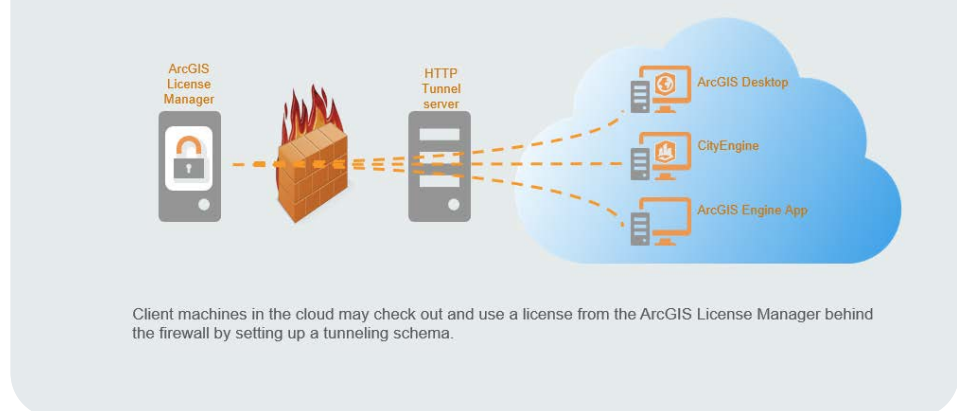 ArcGIS
License
Manager
HTTP
Tunnel
server
ArcGIS Desktop
CityEngine
ArcGIS Engine App
Client machines in the cloud may check out and use a license from the ArcGIS License Manager behind
the firewall by setting up a tunneling schema.